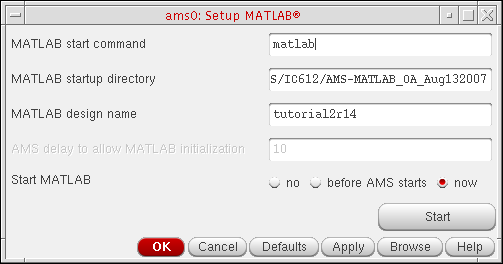 ams0: Setup MATLAB®
MATLAB start command matlab
MATLAB startup directory S/IC612/AMS-MATLAB_OA_Aug132007
MATLAB design name tutorial2r14
AMS delay to allow MATLAB initialization 10
Start MATLAB no before AMS starts now
Start
OK Cancel Defaults Apply Browse Help